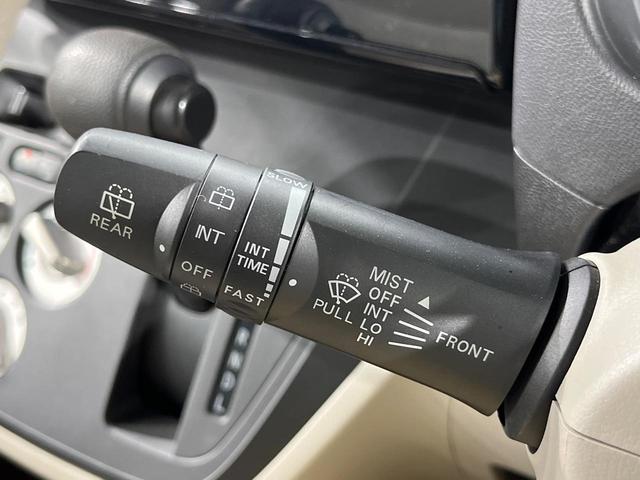 REAR
INT
OFF
SLOW
INT
TIME
FAST
PULL
MIST
OFF
INT
LO
HI
FRONT
R
N
D
L